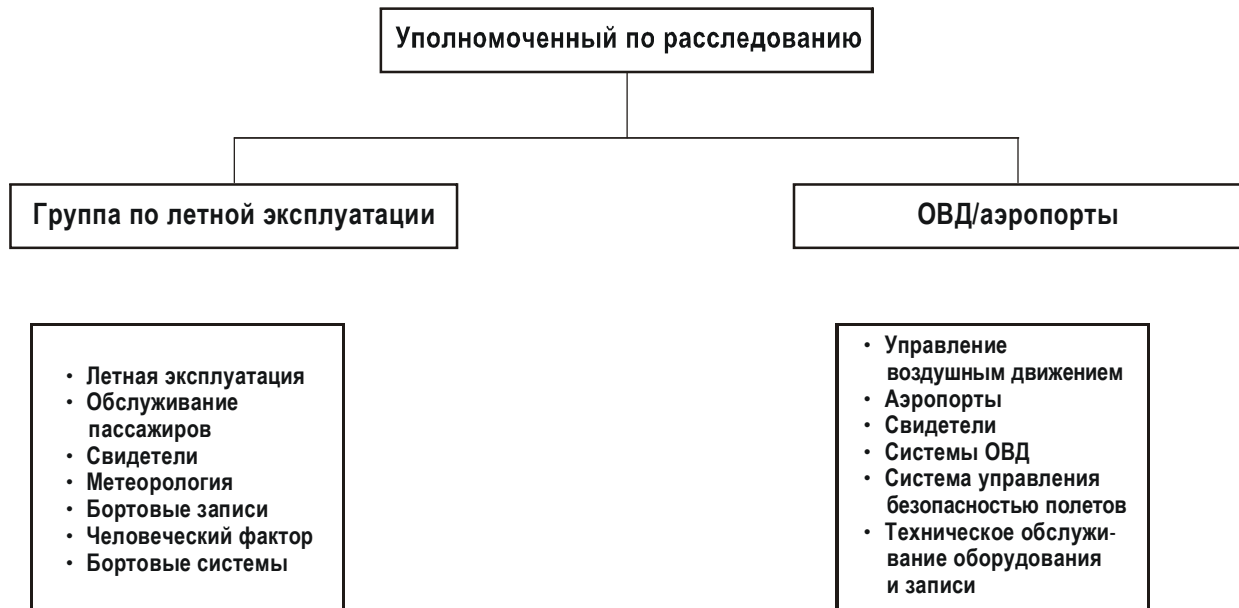 Уполномоченный по расследованию
Группа по летной эксплуатации
ОВД/аэропорты
• Летная эксплуатация
• Обслуживание
пассажиров
• Свидетели
• Метеорология
• Бортовые записи
• Человеческий фактор
• Бортовые системы
• Управление
воздушным движением
• Аэропорты
• Свидетели
• Системы ОВД
• Система управления
безопасностью полетов
• Техническое обслужи-
вание оборудования
и записи